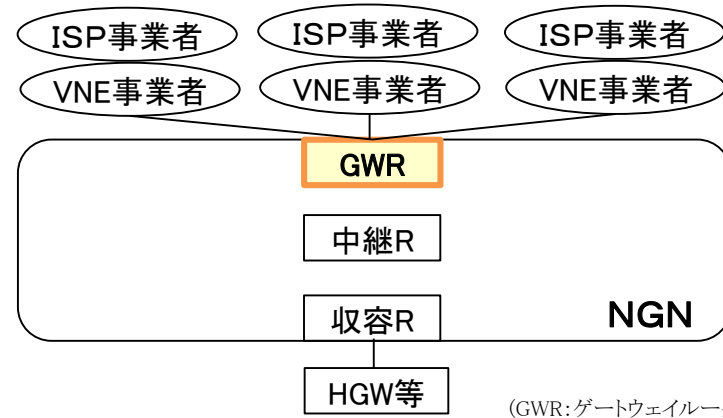 ISP事業者 ISP事業者 ISP事業者
VNE事業者 VNE事業者 VNE事業者
GWR
中継R
収容R NGN
HGW等
(GWR:ゲートウェイルー